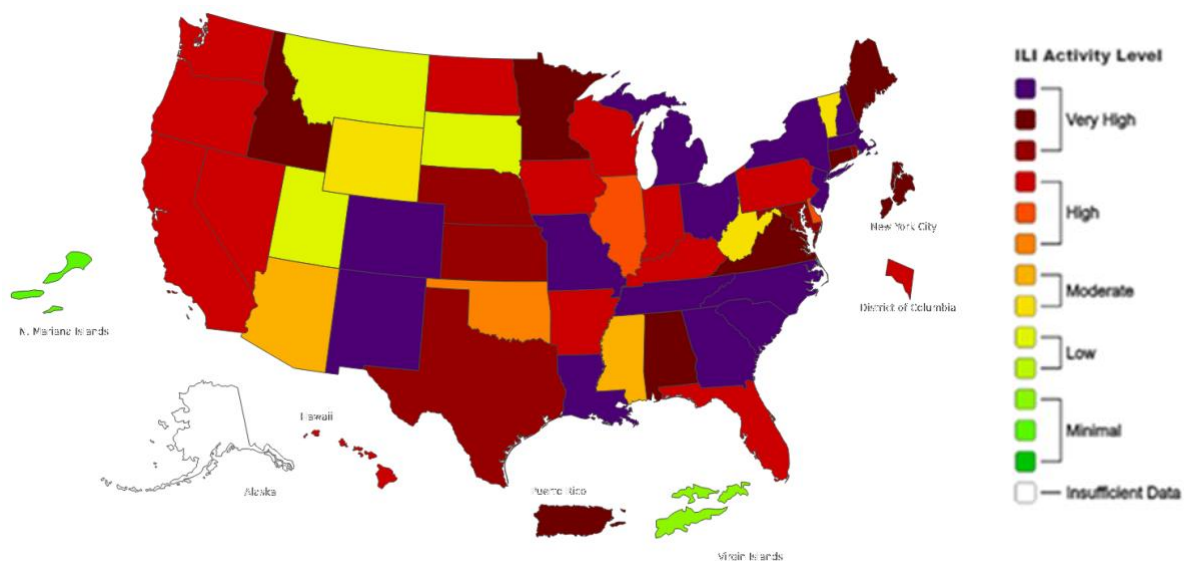 ILI Activity Level
Very High
High
Moderate
Low
Minimal
Insufficient Data
New York City
District of Columbia
N. Mariana Islands
Hawaii
Alaska
Puerto Rico
Virgin Islands